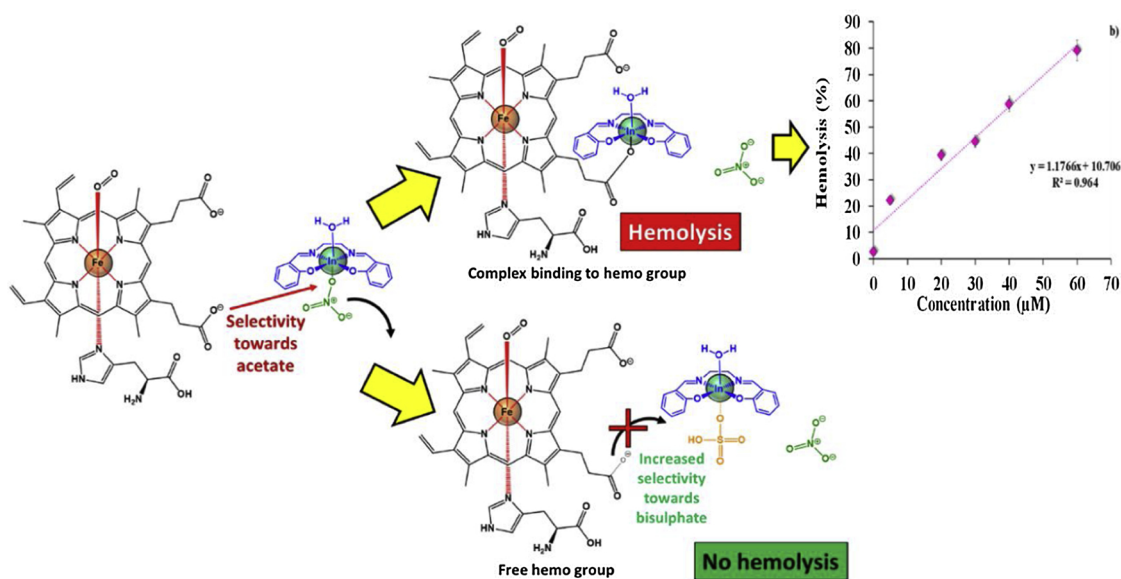 O
O
O
O⊖
Fe
N
N
N
N
O
O⊖
N
HN
H₂N
O
OH
Selectivity
towards
acetate
H O H
N In N
O O
O
O N⊕ O⊖
O
O
O
O⊖
Fe
N
N
N
N
O
O
N
HN
H₂N
O
OH
H O H
N In N
O O
O⊖
O N⊕ O⊖
Hemolysis
Complex binding to hemo group
b)
Hemolysis (%)
90
80
70
60
50
40
30
20
10
0
y = 1.1766x + 10.706
R² = 0.964
0 10 20 30 40 50 60 70
Concentration (µM)
O
O
O
O⊖
Fe
N
N
N
N
O⊖
O
N
HN
H₂N
O
OH
Increased
selectivity
towards
bisulphate
H O H
N In N
O O
O
HO S O
O
O⊖
O N⊕
O⊖
No hemolysis
Free hemo group